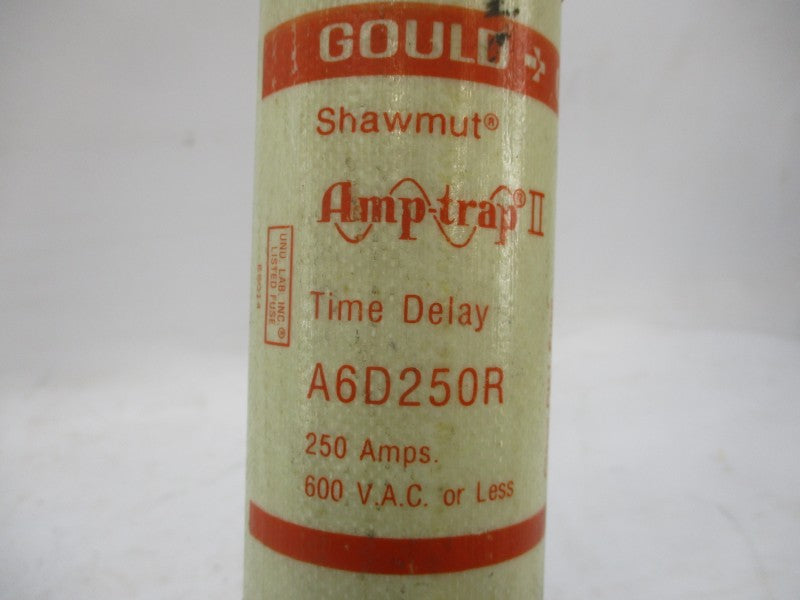 GOULD
Shawmut®
Amp-trap® II
Time Delay
A6D250R
250 Amps.
600 V.A.C. or Less
UND. LAB. INC.®
LISTED FUSE